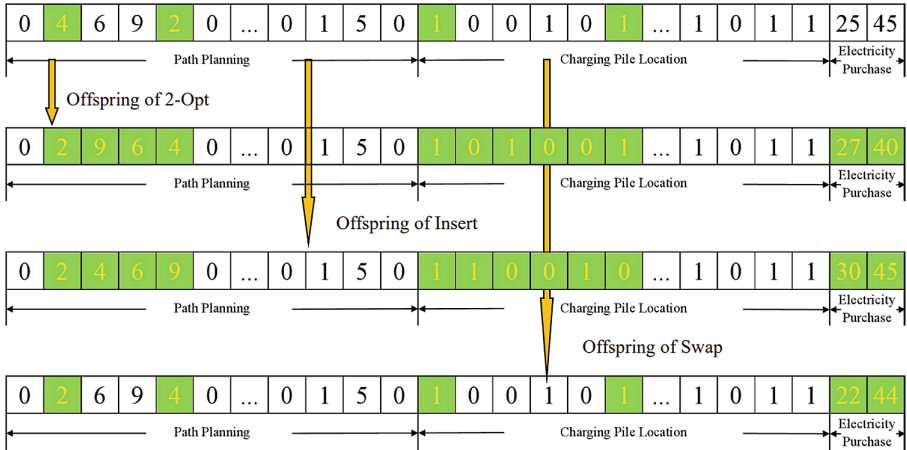 0 4 6 9 2 0 ... 0 1 5 0 1 0 0 1 0 1 ... 1 0 1 1 25 45
Path Planning Charging Pile Location Electricity Purchase
Offspring of 2-Opt
0 2 9 6 4 0 ... 0 1 5 0 1 0 1 0 0 1 ... 1 0 1 1 27 40
Path Planning Charging Pile Location Electricity Purchase
Offspring of Insert
0 2 4 6 9 0 ... 0 1 5 0 1 1 0 0 1 0 ... 1 0 1 1 30 45
Path Planning Charging Pile Location Electricity Purchase
Offspring of Swap
0 2 6 9 4 0 ... 0 1 5 0 1 0 0 1 0 1 ... 1 0 1 1 22 44
Path Planning Charging Pile Location Electricity Purchase